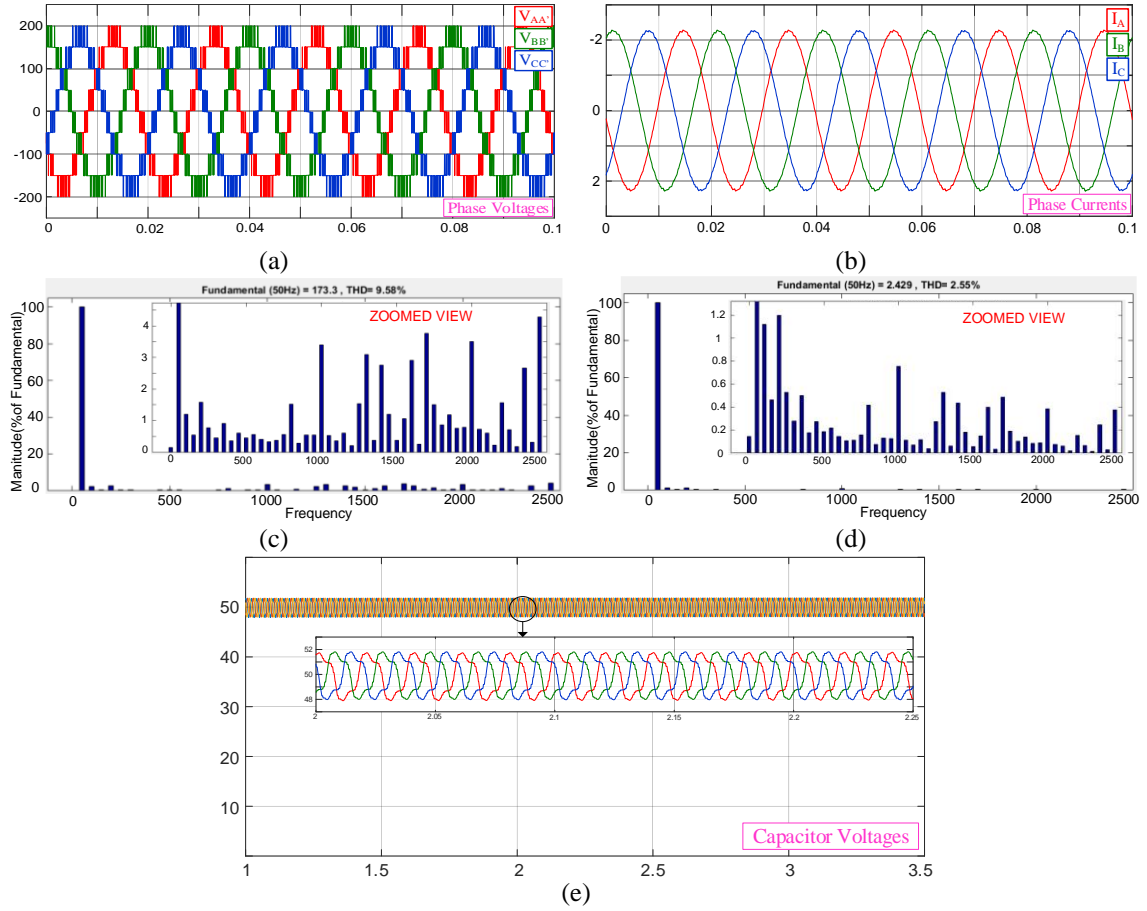 200
100
0
-100
-200
V_AA'
V_BB'
V_CC'
Phase Voltages
0 0.02 0.04 0.06 0.08 0.1
(a)
-2
0
2
I_A
I_B
I_C
Phase Currents
0 0.02 0.04 0.06 0.08 0.1
(b)
Fundamental (50Hz) = 173.3 , THD= 9.58%
Manitude(%of Fundamental)
100
80
60
40
20
0
ZOOMED VIEW
4
3
2
1
0
0 500 1000 1500 2000 2500
0 500 1000 1500 2000 2500
Frequency
(c)
Fundamental (50Hz) = 2.429 , THD= 2.55%
Manitude(%of Fundamental)
100
80
60
40
20
0
ZOOMED VIEW
1.2
1
0.8
0.6
0.4
0.2
0
0 500 1000 1500 2000 2500
0 500 1000 1500 2000 2500
Frequency
(d)
50
40
30
20
10
52
50
48
2 2.05 2.1 2.15 2.2 2.25
Capacitor Voltages
1 1.5 2 2.5 3 3.5
(e)